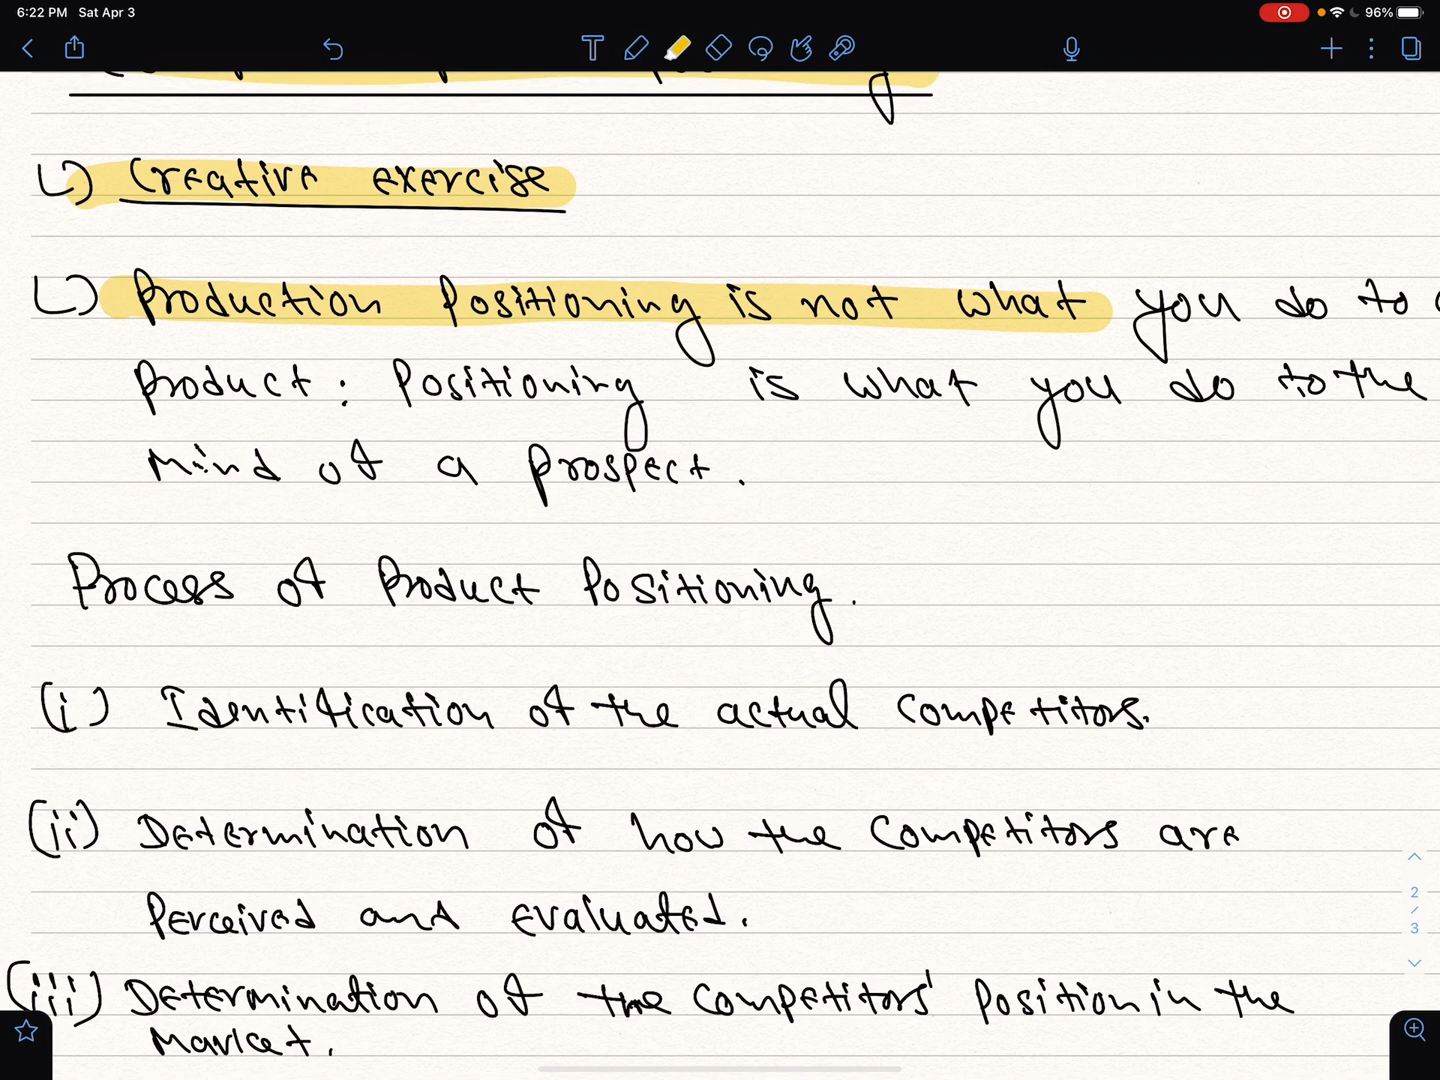 6:22 PM Sat Apr 3
96%
Creative exercise
Production Positioning is not what you do to
Product : Positioning is what you do to the
mind of a prospect.
Process of Product Positioning.
(i) Identification of the actual competitors.
(ii) Determination of how the competitors are
Perceived and evaluated.
(iii) Determination of the competitors' Position in the
Market.
2
/
3